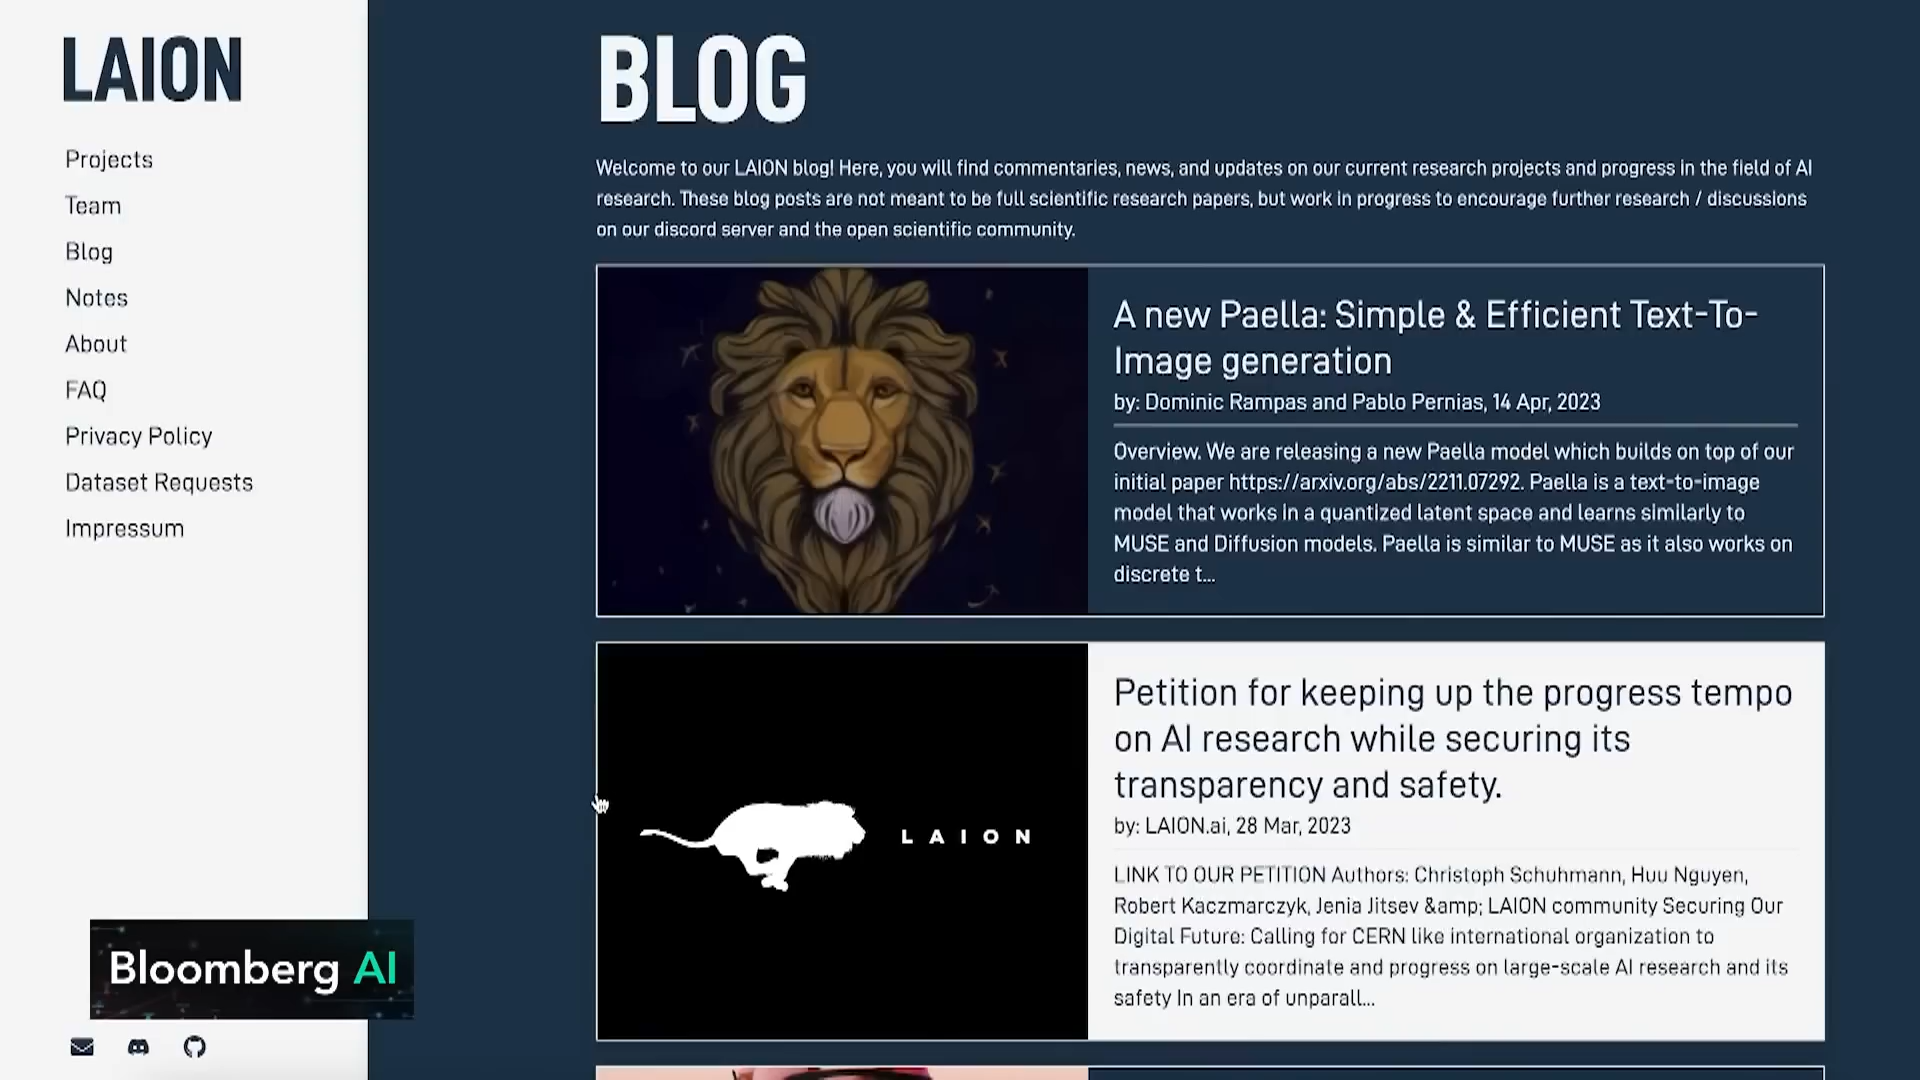 LAION
Projects
Team
Blog
Notes
About
FAQ
Privacy Policy
Dataset Requests
Impressum
BLOG
Welcome to our LAION blog! Here, you will find commentaries, news, and updates on our current research projects and progress in the field of AI
research. These blog posts are not meant to be full scientific research papers, but work in progress to encourage further research / discussions
on our discord server and the open scientific community.
A new Paella: Simple & Efficient Text-To-
Image generation
by: Dominic Rampas and Pablo Pernias, 14 Apr, 2023
Overview. We are releasing a new Paella model which builds on top of our
initial paper https://arxiv.org/abs/2211.07292. Paella is a text-to-image
model that works in a quantized latent space and learns similarly to
MUSE and Diffusion models. Paella is similar to MUSE as it also works on
discrete t...
LAION
Petition for keeping up the progress tempo
on AI research while securing its
transparency and safety.
by: LAION.ai, 28 Mar, 2023
LINK TO OUR PETITION Authors: Christoph Schuhmann, Huu Nguyen,
Robert Kaczmarczyk, Jenia Jitsev &amp; LAION community Securing Our
Digital Future: Calling for CERN like international organization to
transparently coordinate and progress on large-scale AI research and its
safety In an era of unparall...
Bloomberg AI